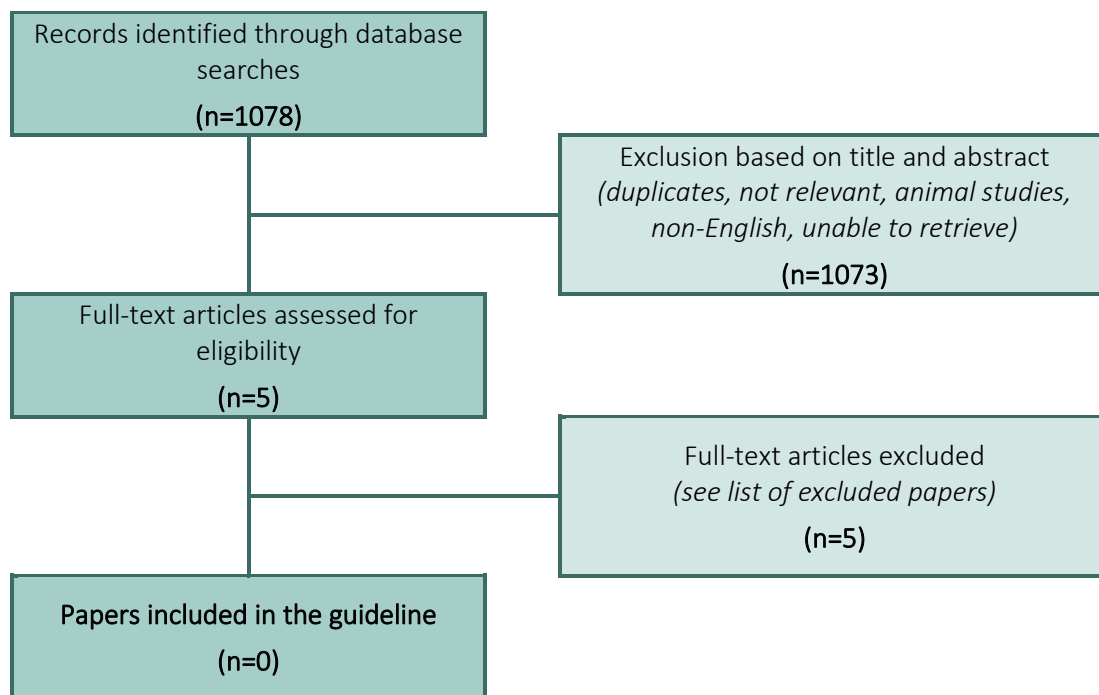 Records identified through database
searches
(n=1078)
Exclusion based on title and abstract
(duplicates, not relevant, animal studies,
non-English, unable to retrieve)
(n=1073)
Full-text articles assessed for
eligibility
(n=5)
Full-text articles excluded
(see list of excluded papers)
(n=5)
Papers included in the guideline
(n=0)